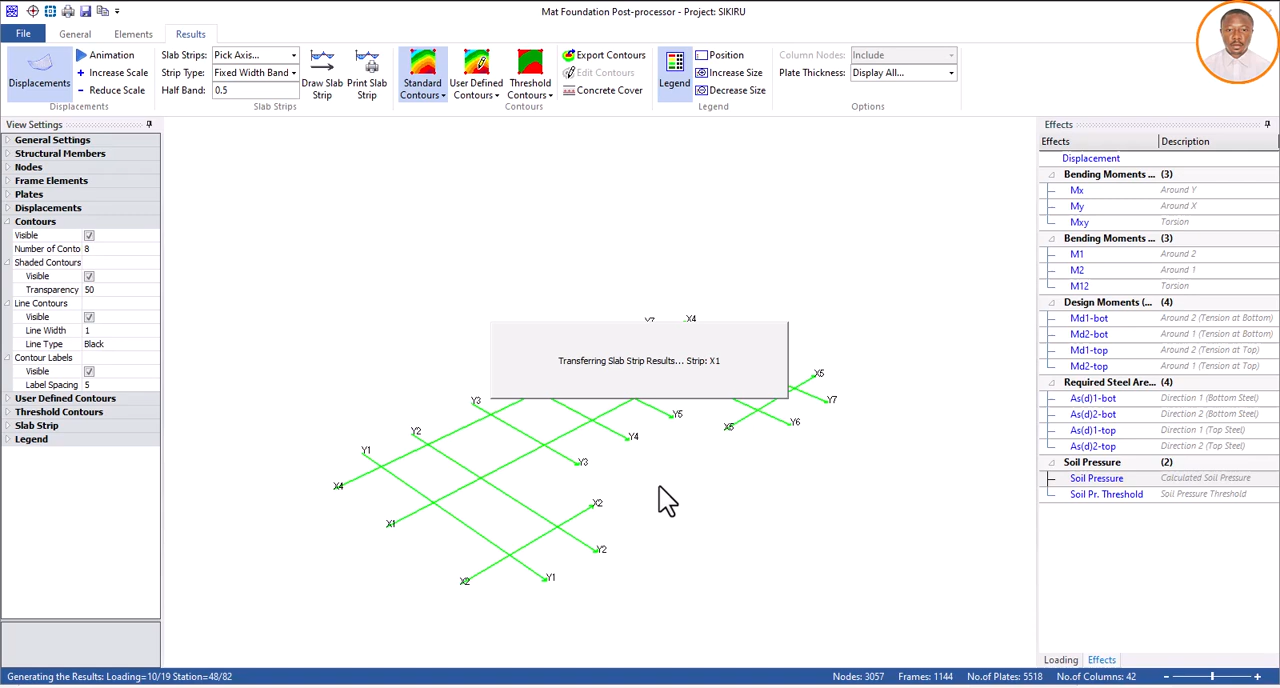 Mat Foundation Post-processor - Project: SIKIRU
File General Elements Results
Displacements
Animation
Increase Scale
Reduce Scale
Displacements
Slab Strips: Pick Axis...
Strip Type: Fixed Width Band
Half Band: 0.5
Draw Slab Strip
Print Slab Strip
Slab Strips
Standard Contours
User Defined Contours
Threshold Contours
Export Contours
Edit Contours
Concrete Cover
Contours
Legend
Position
Increase Size
Decrease Size
Legend
Column Nodes: Include
Plate Thickness: Display All...
Options
View Settings
General Settings
Structural Members
Nodes
Frame Elements
Plates
Displacements
Contours
Visible
Number of Conto 8
Shaded Contours
Visible
Transparency 50
Line Contours
Visible
Line Width 1
Line Type Black
Contour Labels
Visible
Label Spacing 5
User Defined Contours
Threshold Contours
Slab Strip
Legend
Y7 X4
Transferring Slab Strip Results... Strip: X1
X5
Y3 Y7
Y5
Y6
X5
Y2 Y4
Y1
Y3
X4
X2
X1
Y2
X2 Y1
Effects
Effects Description
Displacement
Bending Moments ... (3)
Mx Around Y
My Around X
Mxy Torsion
Bending Moments ... (3)
M1 Around 2
M2 Around 1
M12 Torsion
Design Moments (... (4)
Md1-bot Around 2 (Tension at Bottom)
Md2-bot Around 1 (Tension at Bottom)
Md1-top Around 2 (Tension at Top)
Md2-top Around 1 (Tension at Top)
Required Steel Are... (4)
As(d)1-bot Direction 1 (Bottom Steel)
As(d)2-bot Direction 2 (Bottom Steel)
As(d)1-top Direction 1 (Top Steel)
As(d)2-top Direction 2 (Top Steel)
Soil Pressure (2)
Soil Pressure Calculated Soil Pressure
Soil Pr. Threshold Soil Pressure Threshold
Loading Effects
Generating the Results: Loading=10/19 Station=48/82 Nodes: 3057 Frames: 1144 No.of Plates: 5518 No.of Columns: 42